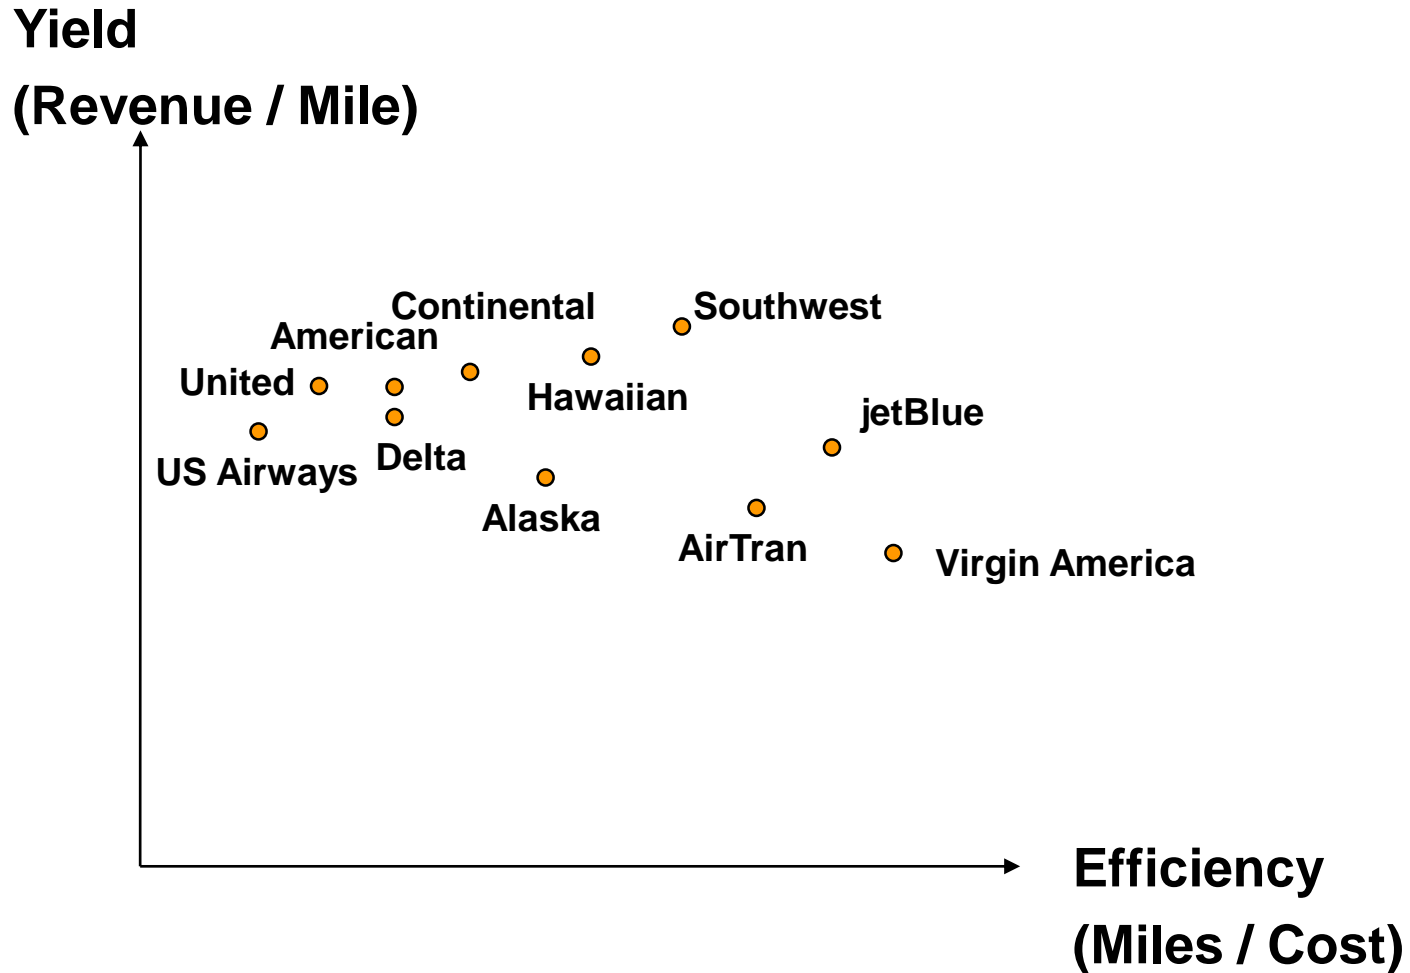 Yield
(Revenue / Mile)
Continental
Southwest
American
United
Hawaiian
jetBlue
US Airways
Delta
Alaska
AirTran
Virgin America
Efficiency
(Miles / Cost)